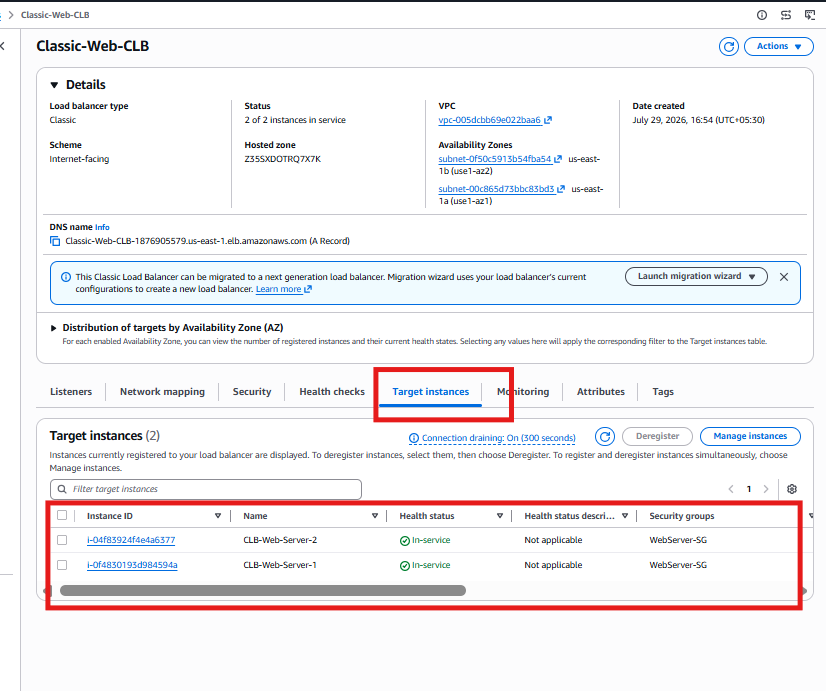 Classic-Web-CLB
Classic-Web-CLB
Actions
Details
Load balancer type
Classic
Status
2 of 2 instances in service
VPC
vpc-005dcbb69e022baa6
Date created
July 29, 2026, 16:54 (UTC+05:30)
Scheme
Internet-facing
Hosted zone
Z35SXDOTRQ7X7K
Availability Zones
subnet-0f50c5913b54fba54 us-east-
1b (use1-az2)
subnet-00c865d73bbc83bd3 us-east-
1a (use1-az1)
DNS name Info
Classic-Web-CLB-1876905579.us-east-1.elb.amazonaws.com (A Record)
This Classic Load Balancer can be migrated to a next generation load balancer. Migration wizard uses your load balancer's current
configurations to create a new load balancer. Learn more
Launch migration wizard
Distribution of targets by Availability Zone (AZ)
For each enabled Availability Zone, you can view the number of registered instances and their current health states. Selecting any values here will apply the corresponding filter to the Target instances table.
Listeners Network mapping Security Health checks Target instances Monitoring Attributes Tags
Target instances (2)
Connection draining: On (300 seconds)
Deregister
Manage instances
Instances currently registered to your load balancer are displayed. To deregister instances, select them, then choose Deregister. To register and deregister instances simultaneously, choose
Manage instances.
Filter target instances
1
Instance ID Name Health status Health status descri... Security groups
i-04f83924f4e4a6377 CLB-Web-Server-2 In-service Not applicable WebServer-SG
i-0f4830193d984594a CLB-Web-Server-1 In-service Not applicable WebServer-SG